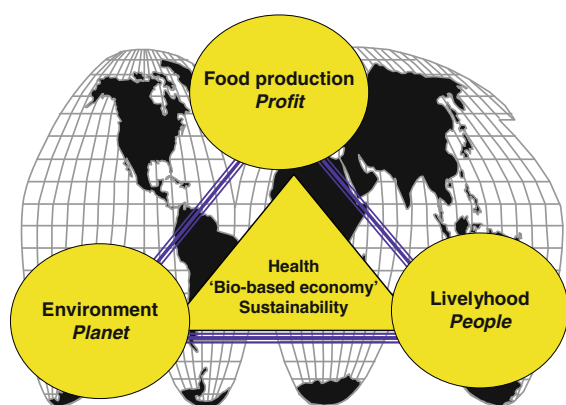 Food production
Profit
Health
'Bio-based economy'
Sustainability
Environment
Planet
Livelyhood
People